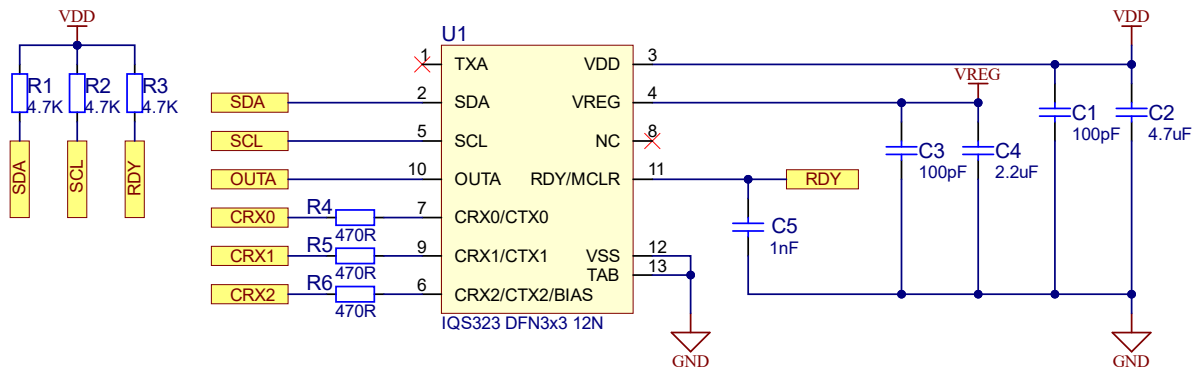 VDD
R1
4.7K
R2
4.7K
R3
4.7K
SDA
SCL
RDY
SDA
SCL
OUTA
CRX0
CRX1
CRX2
R4
470R
R5
470R
R6
470R
U1
1
TXA
2
SDA
5
SCL
10
OUTA
7
CRX0/CTX0
9
CRX1/CTX1
6
CRX2/CTX2/BIAS
VDD
3
VREG
4
NC
8
RDY/MCLR
11
VSS
12
TAB
13
IQS323 DFN3x3 12N
RDY
C5
1nF
GND
VREG
C3
100pF
C4
2.2uF
VDD
C1
100pF
C2
4.7uF
GND